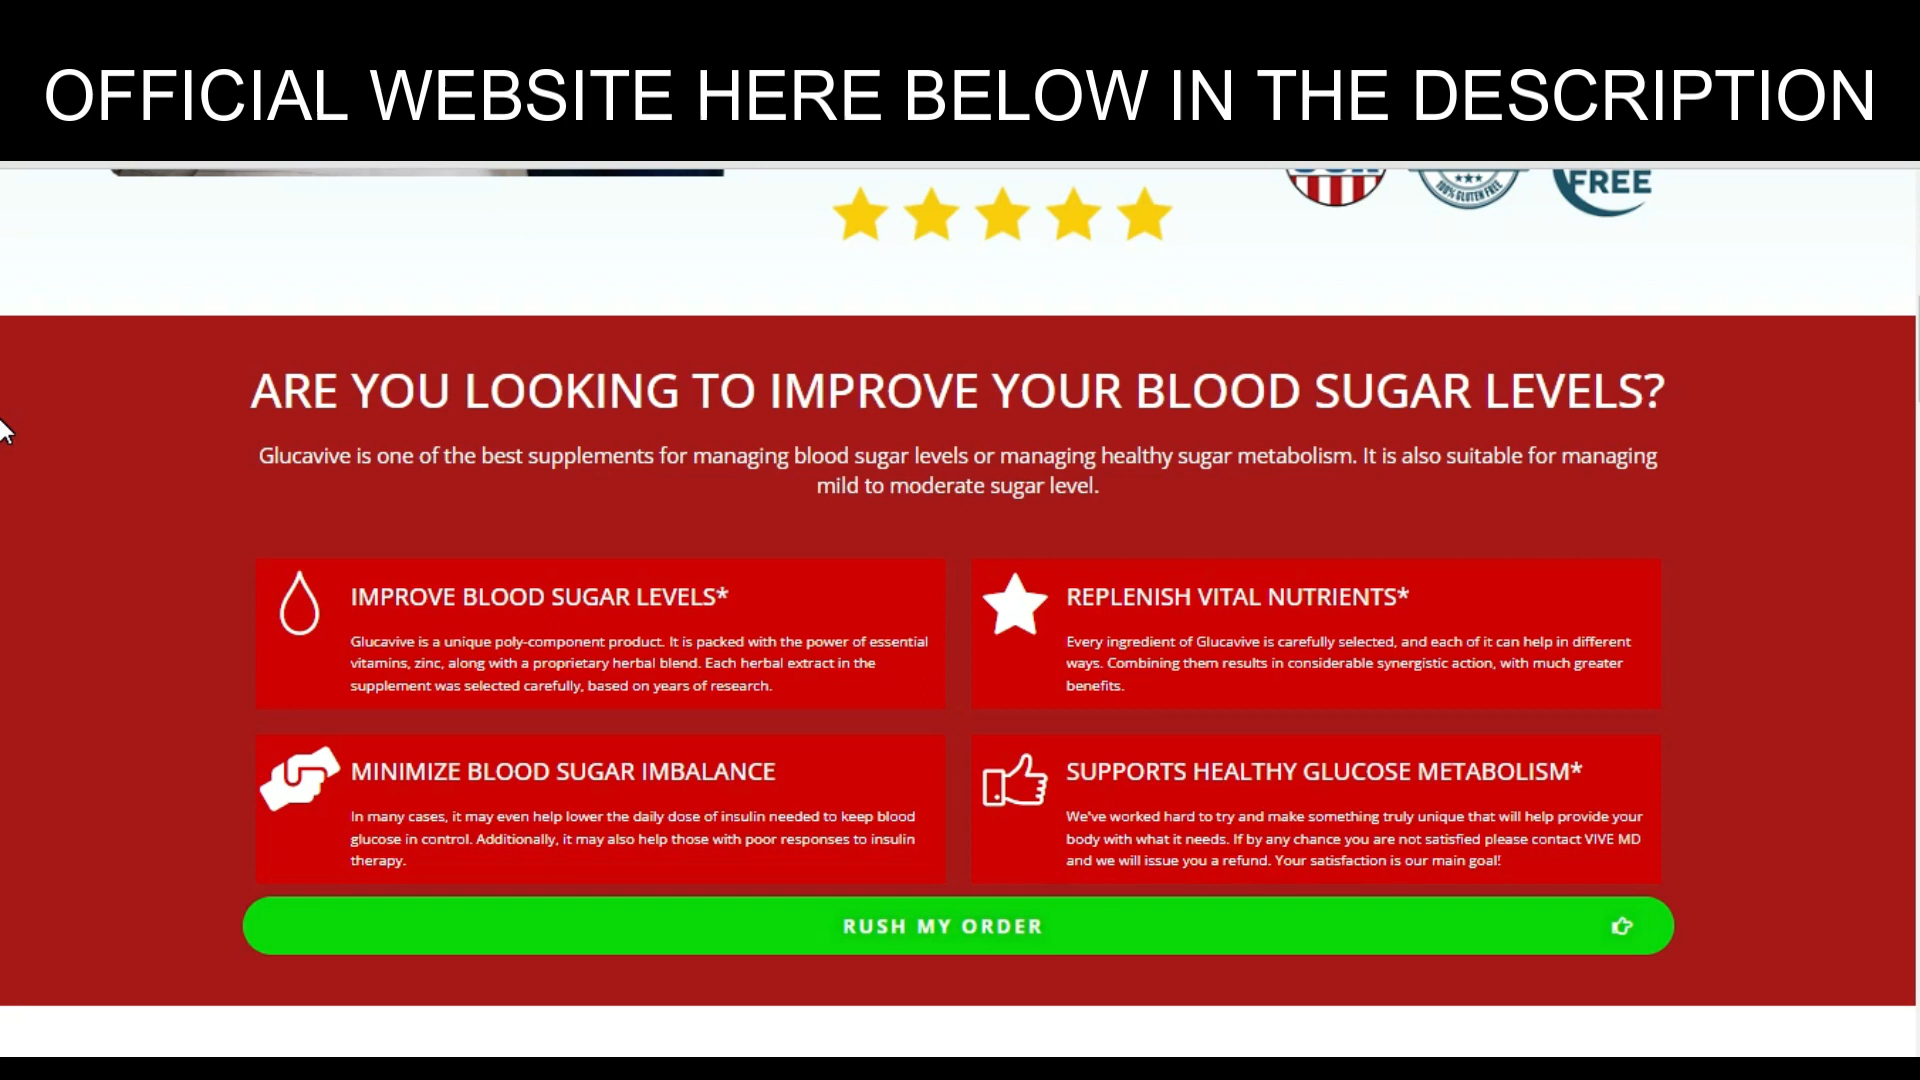 OFFICIAL WEBSITE HERE BELOW IN THE DESCRIPTION
100% GLUTEN FREE
FREE
ARE YOU LOOKING TO IMPROVE YOUR BLOOD SUGAR LEVELS?
Glucavive is one of the best supplements for managing blood sugar levels or managing healthy sugar metabolism. It is also suitable for managing
mild to moderate sugar level.
IMPROVE BLOOD SUGAR LEVELS*
Glucavive is a unique poly-component product. It is packed with the power of essential
vitamins, zinc, along with a proprietary herbal blend. Each herbal extract in the
supplement was selected carefully, based on years of research.
REPLENISH VITAL NUTRIENTS*
Every ingredient of Glucavive is carefully selected, and each of it can help in different
ways. Combining them results in considerable synergistic action, with much greater
benefits.
MINIMIZE BLOOD SUGAR IMBALANCE
In many cases, it may even help lower the daily dose of insulin needed to keep blood
glucose in control. Additionally, it may also help those with poor responses to insulin
therapy.
SUPPORTS HEALTHY GLUCOSE METABOLISM*
We've worked hard to try and make something truly unique that will help provide your
body with what it needs. If by any chance you are not satisfied please contact VIVE MD
and we will issue you a refund. Your satisfaction is our main goal!
RUSH MY ORDER